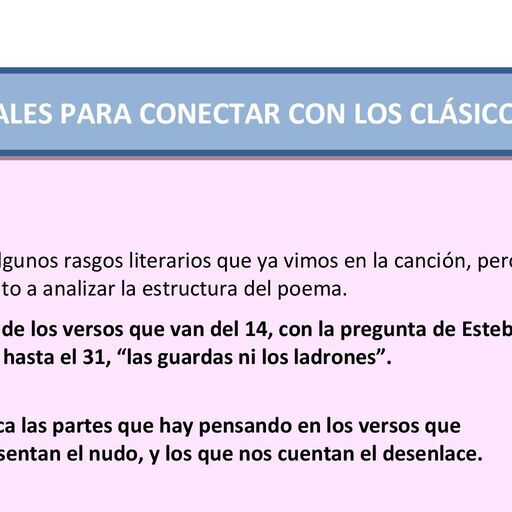 ALES PARA CONECTAR CON LOS CLÁSICO
lgunos rasgos literarios que ya vimos en la canción, pero
to a analizar la estructura del poema.
de los versos que van del 14, con la pregunta de Esteb
hasta el 31, “las guardas ni los ladrones”.
ca las partes que hay pensando en los versos que
sentan el nudo, y los que nos cuentan el desenlace.